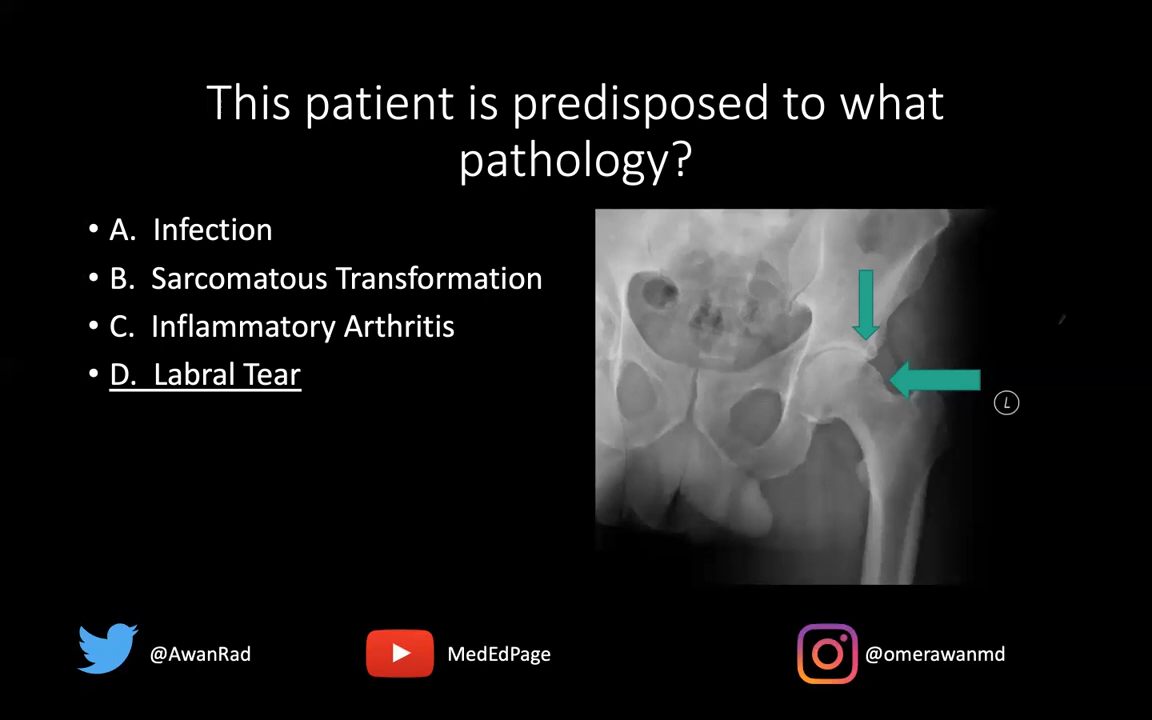 This patient is predisposed to what
pathology?
• A. Infection
• B. Sarcomatous Transformation
• C. Inflammatory Arthritis
• D. Labral Tear
L
@AwanRad
MedEdPage
@omerawanmd